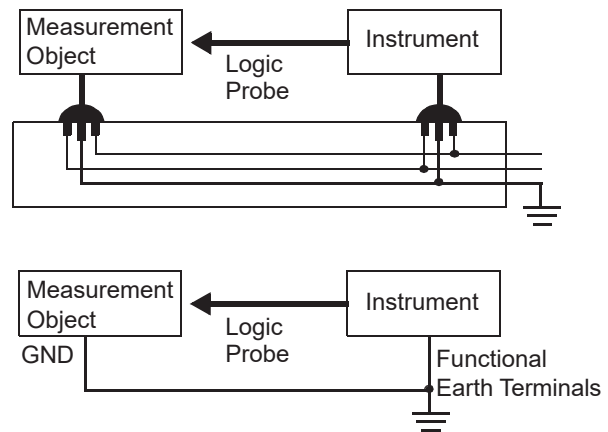 Measurement
Object
Instrument
Logic
Probe
Measurement
Object
Instrument
Logic
Probe
GND
Functional
Earth Terminals